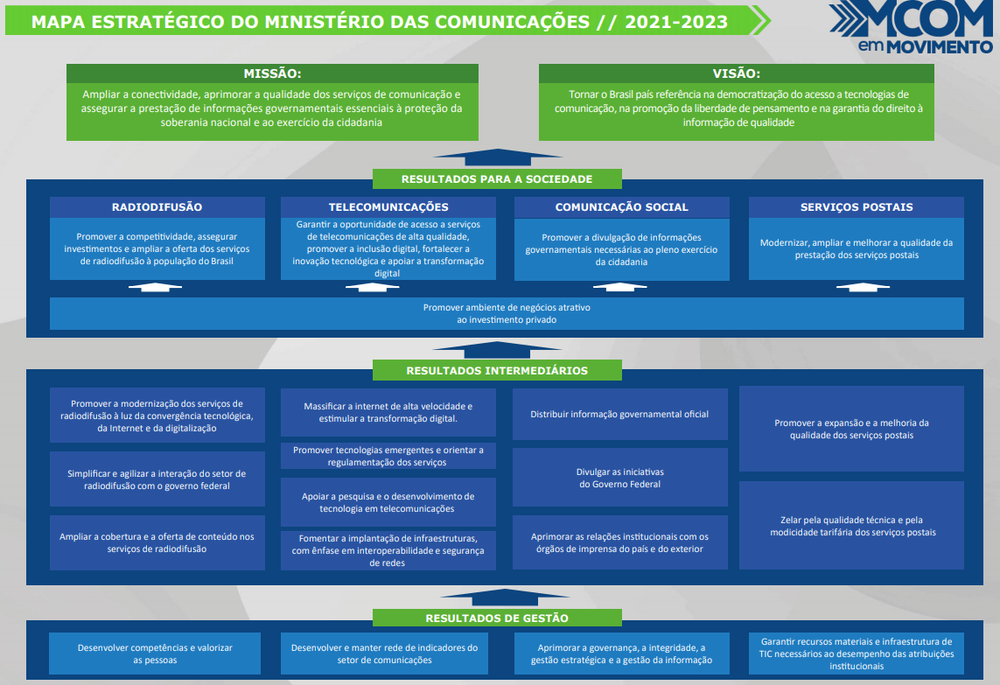 MAPA ESTRATÉGICO DO MINISTÉRIO DAS COMUNICAÇÕES // 2021-2023
MCOM
em MOVIMENTO
MISSÃO:
Ampliar a conectividade, aprimorar a qualidade dos serviços de comunicação e
assegurar a prestação de informações governamentais essenciais à proteção da
soberania nacional e ao exercício da cidadania
VISÃO:
Tornar o Brasil país referência na democratização do acesso a tecnologias de
comunicação, na promoção da liberdade de pensamento e na garantia do direito à
informação de qualidade
RESULTADOS PARA A SOCIEDADE
RADIODIFUSÃO
Promover a competitividade, assegurar
investimentos e ampliar a oferta dos serviços
de radiodifusão à população do Brasil
TELECOMUNICAÇÕES
Garantir a oportunidade de acesso a serviços
de telecomunicações de alta qualidade,
promover a inclusão digital, fortalecer a
inovação tecnológica e apoiar a transformação
digital
COMUNICAÇÃO SOCIAL
Promover a divulgação de informações
governamentais necessárias ao pleno exercício
da cidadania
SERVIÇOS POSTAIS
Modernizar, ampliar e melhorar a qualidade da
prestação dos serviços postais
Promover ambiente de negócios atrativo
ao investimento privado
RESULTADOS INTERMEDIÁRIOS
Promover a modernização dos serviços de
radiodifusão à luz da convergência tecnológica,
da Internet e da digitalização
Simplificar e agilizar a interação do setor de
radiodifusão com o governo federal
Ampliar a cobertura e a oferta de conteúdo nos
serviços de radiodifusão
Massificar a internet de alta velocidade e
estimular a transformação digital.
Promover tecnologias emergentes e orientar a
regulamentação dos serviços
Apoiar a pesquisa e o desenvolvimento de
tecnologia em telecomunicações
Fomentar a implantação de infraestruturas,
com ênfase em interoperabilidade e segurança
de redes
Distribuir informação governamental oficial
Divulgar as iniciativas
do Governo Federal
Aprimorar as relações institucionais com os
órgãos de imprensa do país e do exterior
Promover a expansão e a melhoria da
qualidade dos serviços postais
Zelar pela qualidade técnica e pela
modicidade tarifária dos serviços postais
RESULTADOS DE GESTÃO
Desenvolver competências e valorizar
as pessoas
Desenvolver e manter rede de indicadores do
setor de comunicações
Aprimorar a governança, a integridade, a
gestão estratégica e a gestão da informação
Garantir recursos materiais e infraestrutura de
TIC necessários ao desempenho das atribuições
institucionais